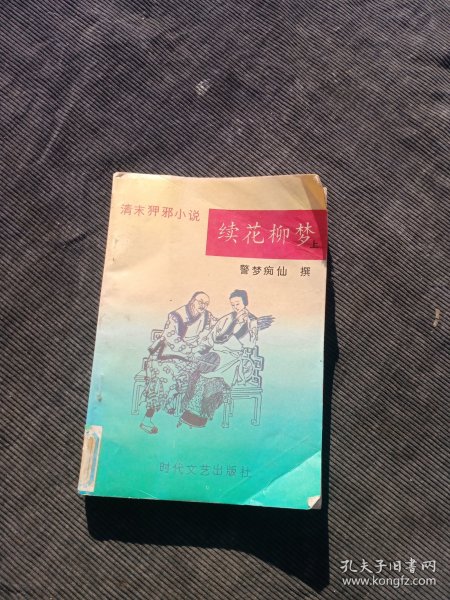 清末狎邪小说
续花柳梦
上
警梦痴仙 撰
时代文艺出版社
孔夫子旧书网
www.kongfz.com